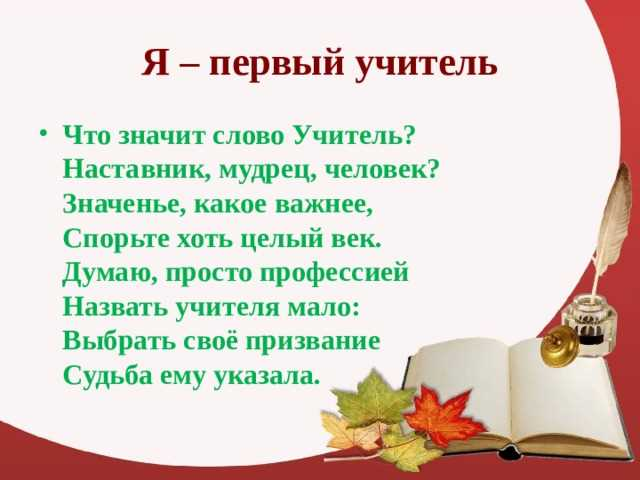 Я – первый учитель
• Что значит слово Учитель?
Наставник, мудрец, человек?
Значенье, какое важнее,
Спорьте хоть целый век.
Думаю, просто профессией
Назвать учителя мало:
Выбрать своё призвание
Судьба ему указала.